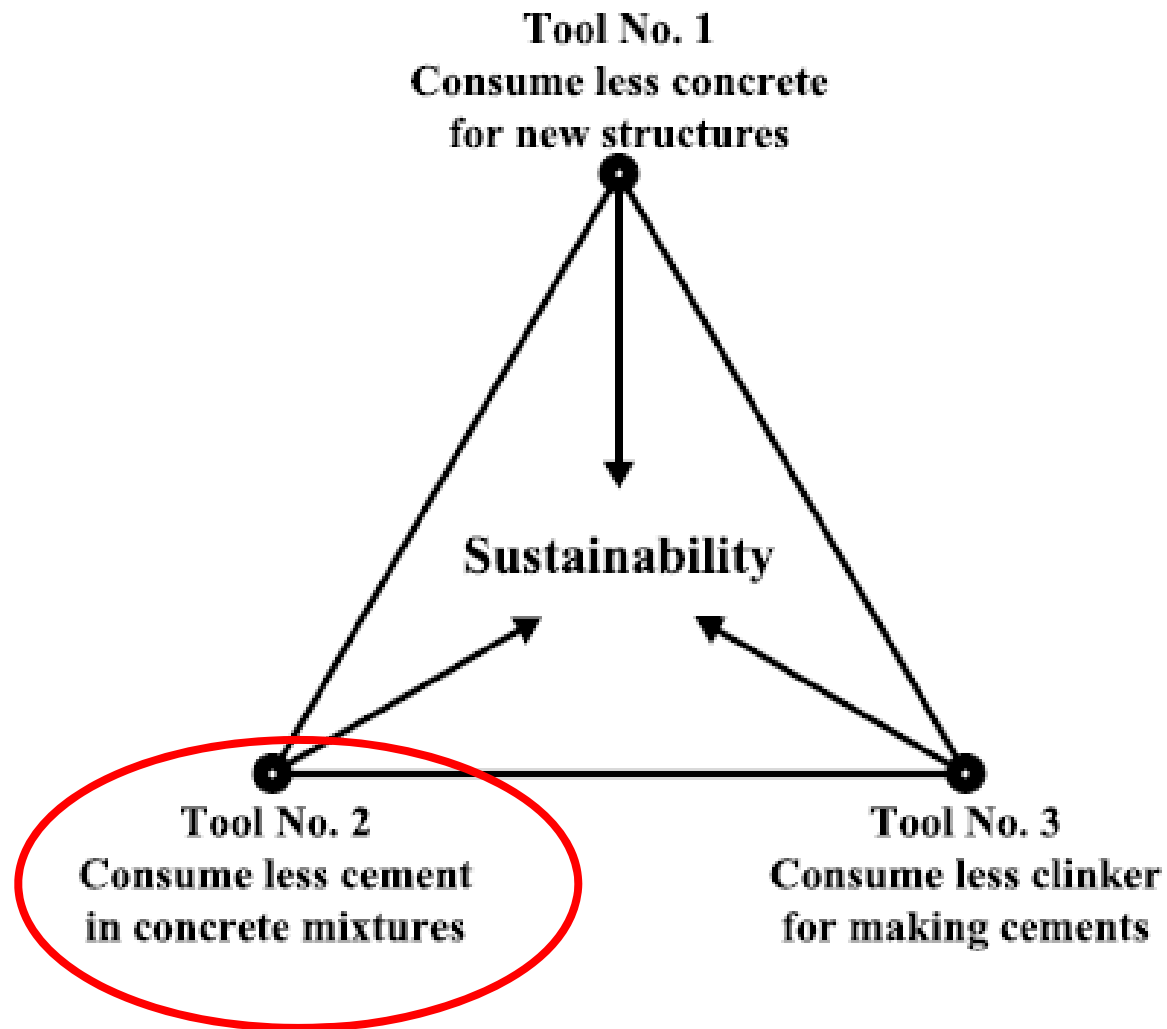 Tool No. 1
Consume less concrete
for new structures
Sustainability
Tool No. 2
Consume less cement
in concrete mixtures
Tool No. 3
Consume less clinker
for making cements